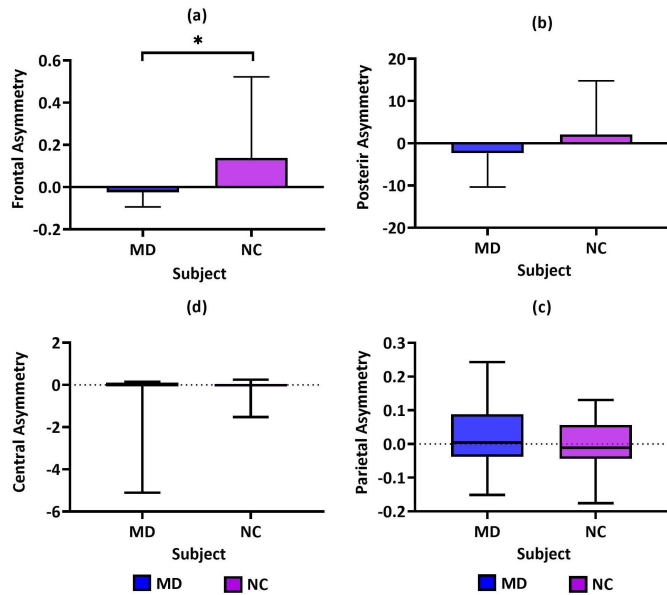 (a)
*
Frontal Asymmetry
0.6
0.4
0.2
0.0
-0.2
MD NC
Subject
(b)
Posterir Asymmetry
20
10
0
-10
-20
MD NC
Subject
(d)
Central Asymmetry
2
0
-2
-4
-6
MD NC
Subject
MD NC
(c)
Parietal Asymmetry
0.3
0.2
0.1
0.0
-0.1
-0.2
MD NC
Subject
MD NC